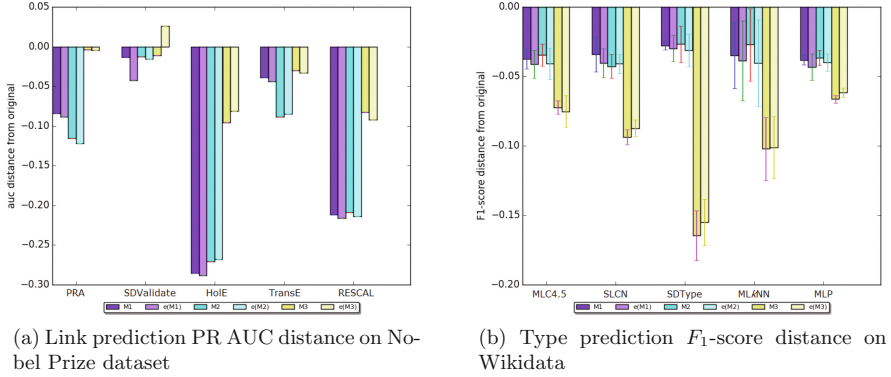 0.05
0.00
−0.05
−0.10
−0.15
−0.20
−0.25
−0.30
auc distance from original
PRA SDValidate HolE TransE RESCAL
M1 e(M1) M2 e(M2) M3 e(M3)
(a) Link prediction PR AUC distance on No-
bel Prize dataset
0.00
−0.05
−0.10
−0.15
−0.20
F1-score distance from original
MLC4.5 SLCN SDType MLkNN MLP
M1 e(M1) M2 e(M2) M3 e(M3)
(b) Type prediction F1-score distance on
Wikidata